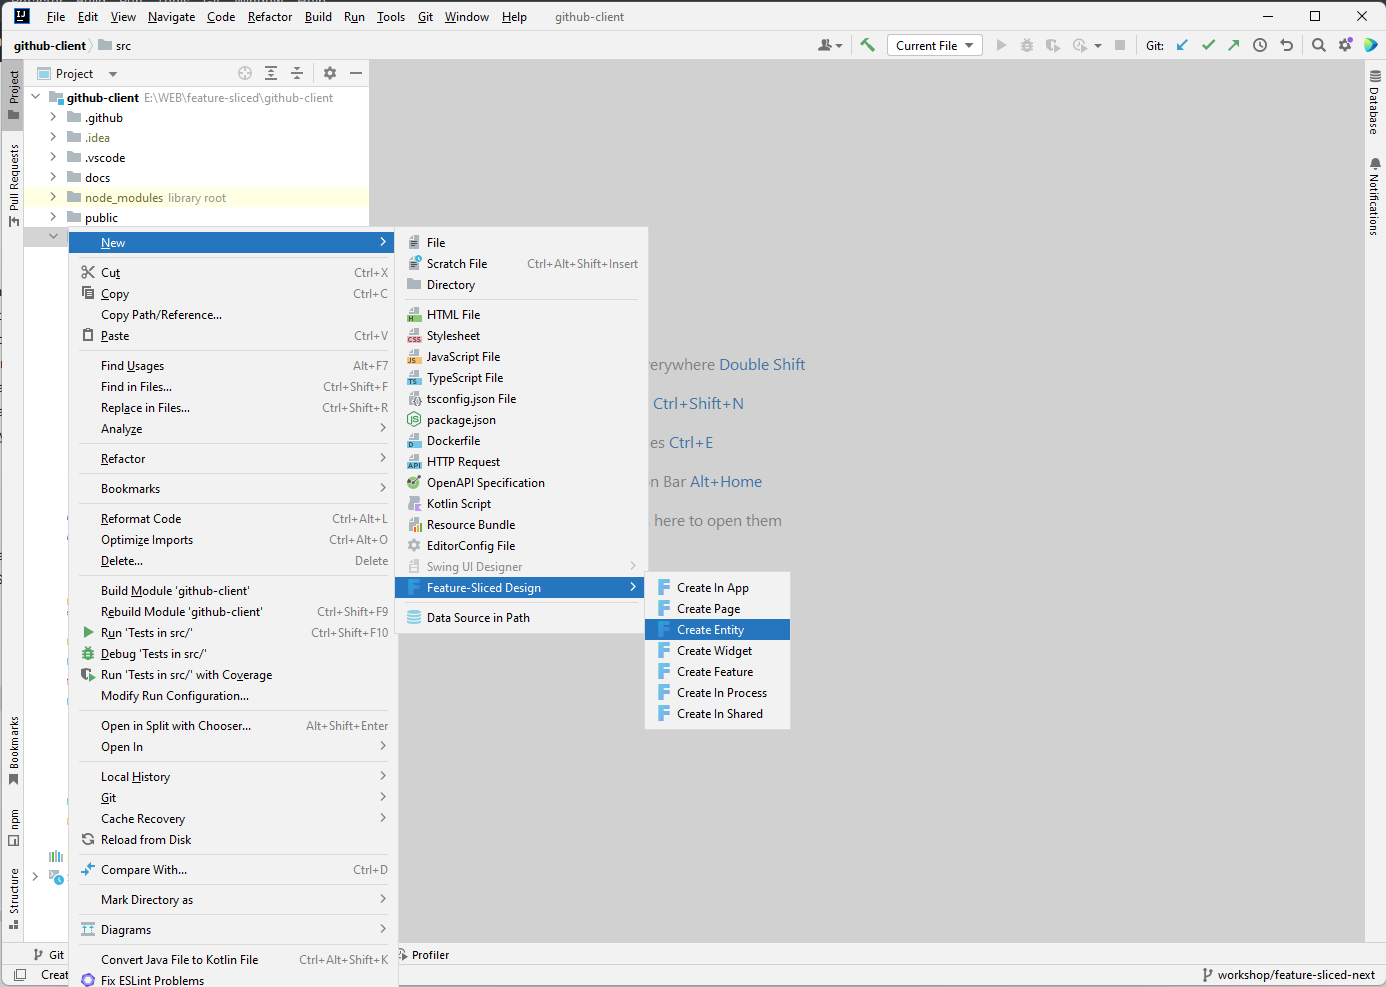 File Edit View Navigate Code Refactor Build Run Tools Git Window Help github-client
github-client src Current File Git:
Project
Project
github-client E:\WEB\feature-sliced\github-client
.github
.idea
.vscode
docs
node_modules library root
public
Pull Requests
Database
Notifications
New
Cut Ctrl+X
Copy Ctrl+C
Copy Path/Reference...
Paste Ctrl+V
Find Usages Alt+F7
Find in Files... Ctrl+Shift+F
Replace in Files... Ctrl+Shift+R
Analyze
Refactor
Bookmarks
Reformat Code Ctrl+Alt+L
Optimize Imports Ctrl+Alt+O
Delete... Delete
Build Module 'github-client'
Rebuild Module 'github-client' Ctrl+Shift+F9
Run 'Tests in src/' Ctrl+Shift+F10
Debug 'Tests in src/'
Run 'Tests in src/' with Coverage
Modify Run Configuration...
Open in Split with Chooser... Alt+Shift+Enter
Open In
Local History
Git
Cache Recovery
Reload from Disk
Compare With... Ctrl+D
Mark Directory as
Diagrams
Convert Java File to Kotlin File Ctrl+Alt+Shift+K
Fix ESLint Problems
File
Scratch File Ctrl+Alt+Shift+Insert
Directory
HTML File
Stylesheet
JavaScript File
TypeScript File
tsconfig.json File
package.json
Dockerfile
HTTP Request
OpenAPI Specification
Kotlin Script
Resource Bundle
EditorConfig File
Swing UI Designer
Feature-Sliced Design
Data Source in Path
Create In App
Create Page
Create Entity
Create Widget
Create Feature
Create In Process
Create In Shared
Double Shift
Ctrl+Shift+N
Ctrl+E
Bar Alt+Home
here to open them
Bookmarks
npm
Structure
Git Profiler
workshop/feature-sliced-next